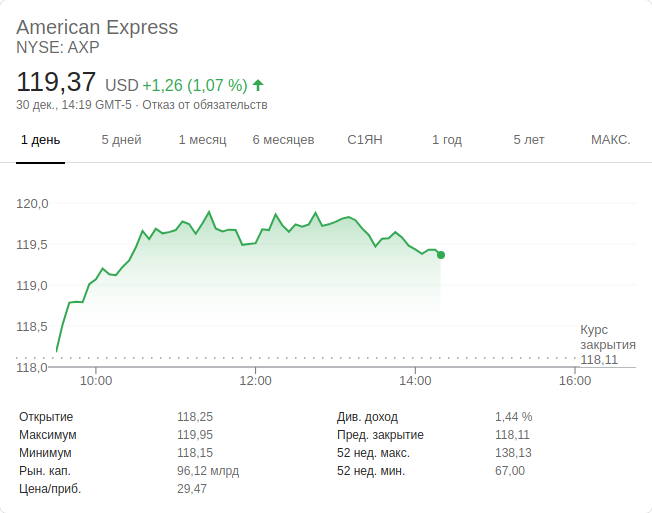 American Express
NYSE: AXP
119,37 USD +1,26 (1,07 %)
30 дек., 14:19 GMT-5 · Отказ от обязательств
1 день 5 дней 1 месяц 6 месяцев С1ЯН 1 год 5 лет МАКС.
120,0
119,5
119,0
118,5
118,0
Курс
закрытия
118,11
10:00 12:00 14:00 16:00
Открытие 118,25 Див. доход 1,44 %
Максимум 119,95 Пред. закрытие 118,11
Минимум 118,15 52 нед. макс. 138,13
Рын. кап. 96,12 млрд 52 нед. мин. 67,00
Цена/приб. 29,47